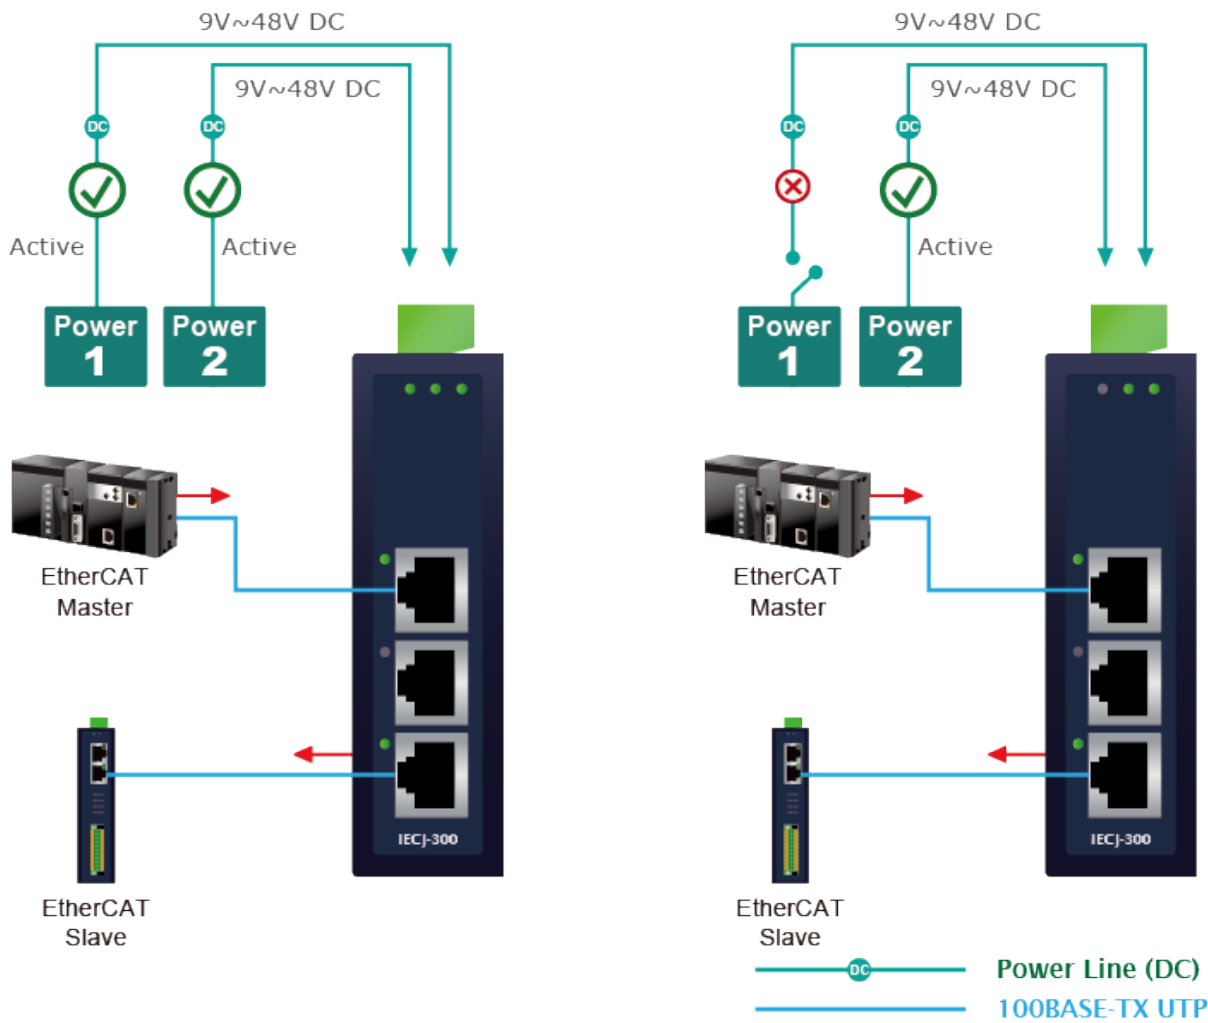 9V~48V DC
9V~48V DC
DC
DC
Active
Active
Power
1
Power
2
EtherCAT
Master
IECJ-300
EtherCAT
Slave
9V~48V DC
9V~48V DC
DC
DC
Active
Power
1
Power
2
EtherCAT
Master
IECJ-300
EtherCAT
Slave
DC
Power Line (DC)
100BASE-TX UTP